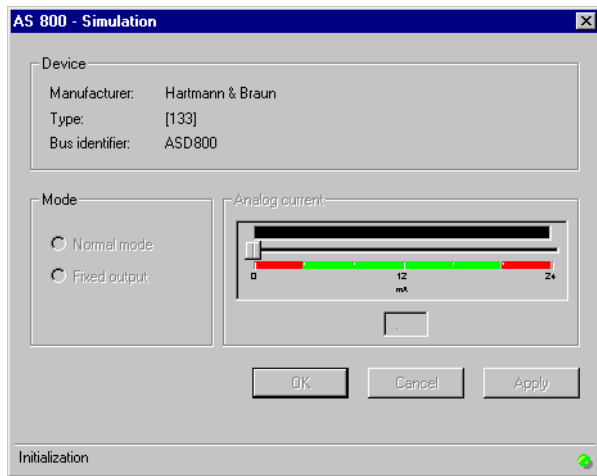 AS 800 - Simulation
Device
Manufacturer: Hartmann & Braun
Type: [133]
Bus identifier: ASD800
Mode
Normal mode
Fixed output
Analog current
0 12 24
mA
.
OK Cancel Apply
Initialization